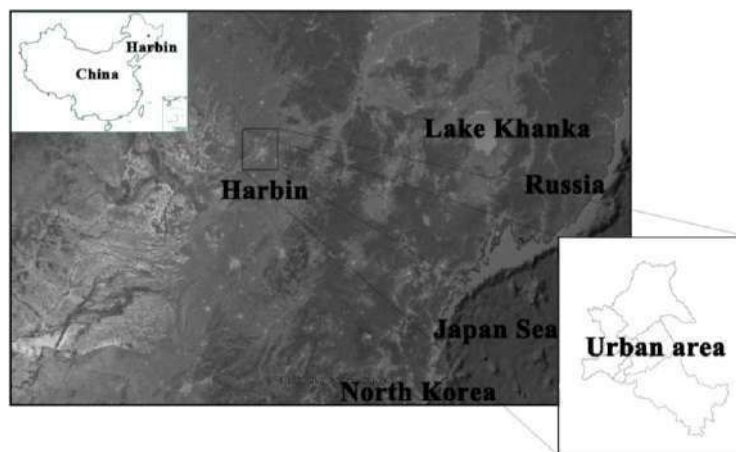 Harbin
China
Lake Khanka
Harbin
Russia
Japan Sea
Urban area
North Korea